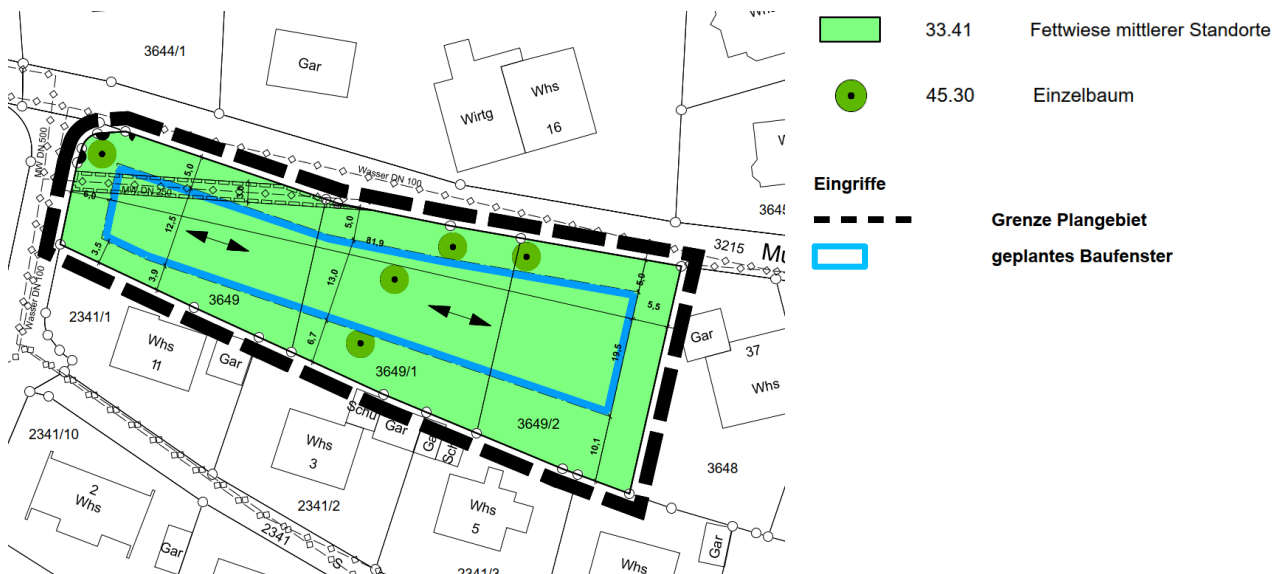 33.41 Fettwiese mittlerer Standorte
45.30 Einzelbaum
Eingriffe
Grenze Plangebiet
geplantes Baufenster
Whs
3644/1
Gar
Wirtg
Whs
16
MW DN 500
Wasser DN 100
MW DN 250
5,0
3,0
6,0
12,5
5,0
81,9
3645
3215
3,5
3,9
13,0
5,0
5,5
3649
Wasser DN 100
2341/1
Whs
11
Gar
6,7
3649/1
19,5
Gar
37
Whs
Schu
Gar
3649/2
2341/10
Whs
3
10,1
3648
2
Whs
2341/2
Whs
5
2341
S
Gar
Gar
2341/3
Whs